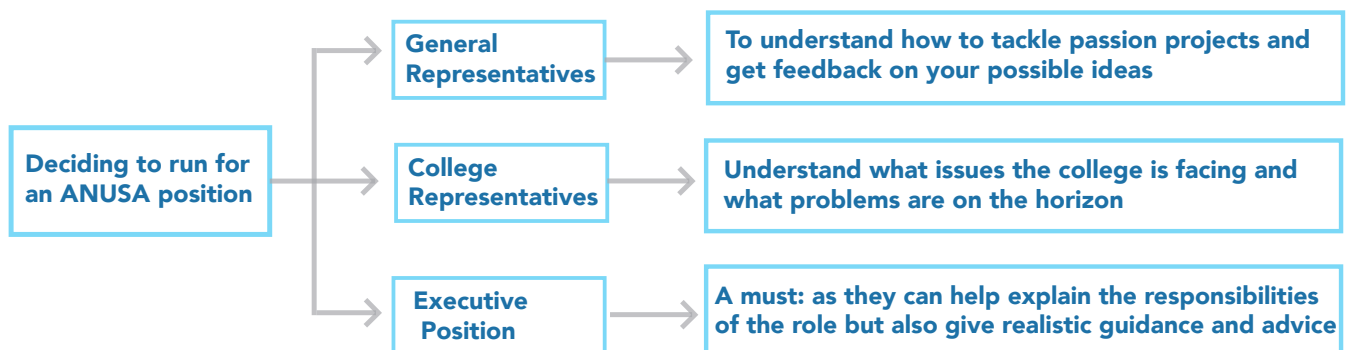 Deciding to run for
an ANUSA position
General
Representatives
To understand how to tackle passion projects and
get feedback on your possible ideas
College
Representatives
Understand what issues the college is facing and
what problems are on the horizon
Executive
Position
A must: as they can help explain the responsibilities
of the role but also give realistic guidance and advice